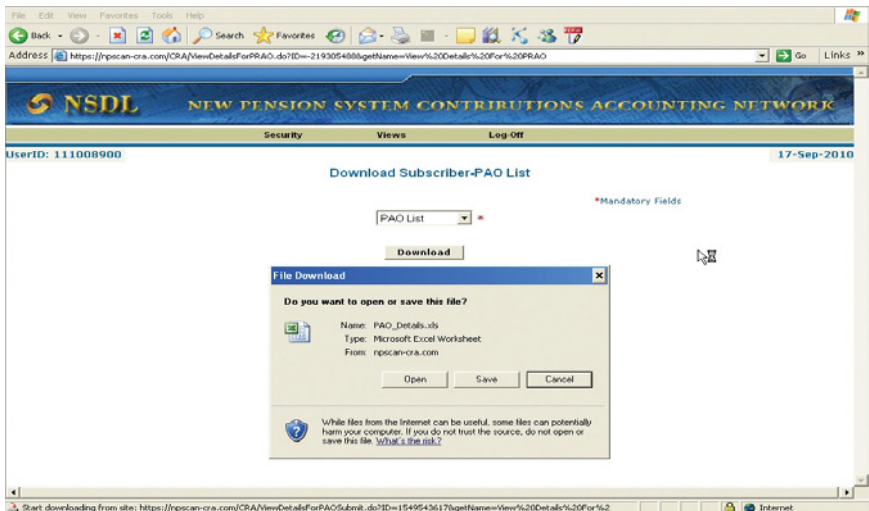 File Edit View Favorites Tools Help
Back Search Favorites
Address https://npscan-cra.com/CRA/ViewDetailsForPRAO.do?ID=-219305488&getName=View%20Details%20For%20PRAO Go Links »
NSDL NEW PENSION SYSTEM CONTRIBUTIONS ACCOUNTING NETWORK
Security Views Log-Off
UserID: 111008900 17-Sep-2010
Download Subscriber-PAO List
*Mandatory Fields
PAO List *
Download
File Download
Do you want to open or save this file?
Name: PAO_Details.xls
Type: Microsoft Excel Worksheet
From: npscan-cra.com
Open Save Cancel
While files from the Internet can be useful, some files can potentially
harm your computer. If you do not trust the source, do not open or
save this file. What's the risk?
Start downloading from site: https://npscan-cra.com/CRA/ViewDetailsForPAOSubmit.do?ID=1549543617&getName=View%20Details%20For%2 Internet